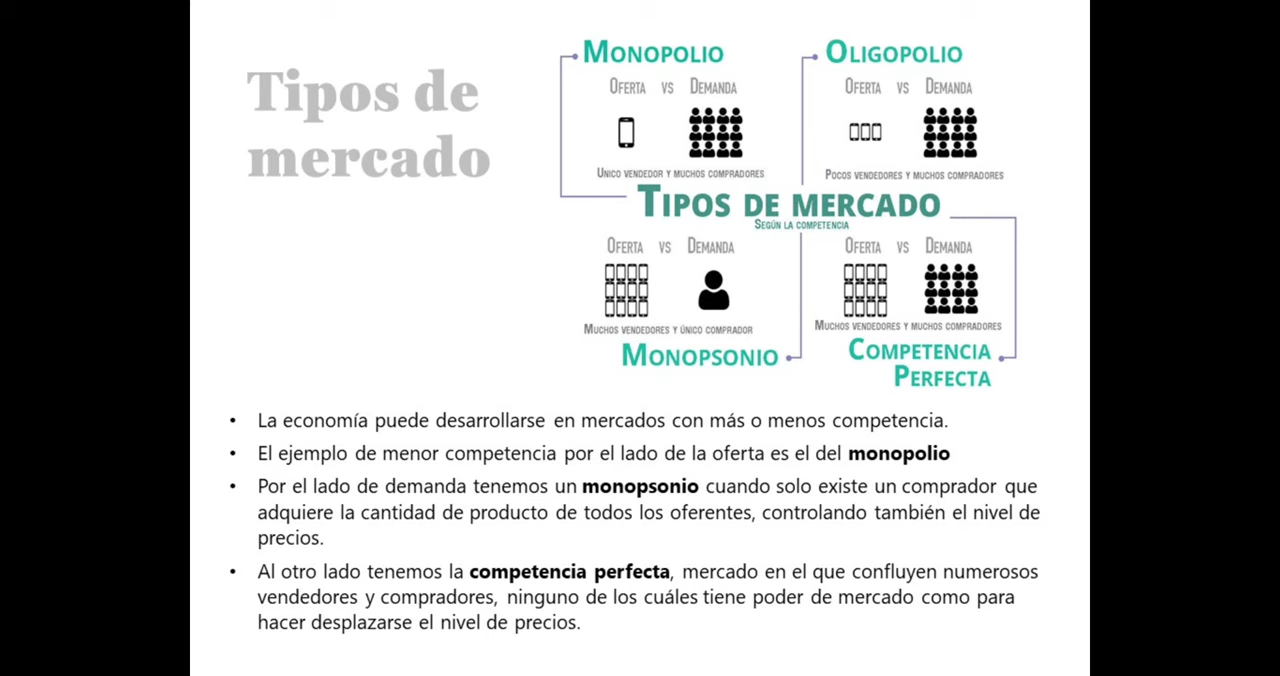 Tipos de
mercado
MONOPOLIO
OFERTA VS DEMANDA
ÚNICO VENDEDOR Y MUCHOS COMPRADORES
OLIGOPOLIO
OFERTA VS DEMANDA
POCOS VENDEDORES Y MUCHOS COMPRADORES
TIPOS DE MERCADO
SEGÚN LA COMPETENCIA
OFERTA VS DEMANDA
MUCHOS VENDEDORES Y ÚNICO COMPRADOR
MONOPSONIO
OFERTA VS DEMANDA
MUCHOS VENDEDORES Y MUCHOS COMPRADORES
COMPETENCIA
PERFECTA
• La economía puede desarrollarse en mercados con más o menos competencia.
• El ejemplo de menor competencia por el lado de la oferta es el del monopolio
• Por el lado de demanda tenemos un monopsonio cuando solo existe un comprador que
adquiere la cantidad de producto de todos los oferentes, controlando también el nivel de
precios.
• Al otro lado tenemos la competencia perfecta, mercado en el que confluyen numerosos
vendedores y compradores, ninguno de los cuáles tiene poder de mercado como para
hacer desplazarse el nivel de precios.